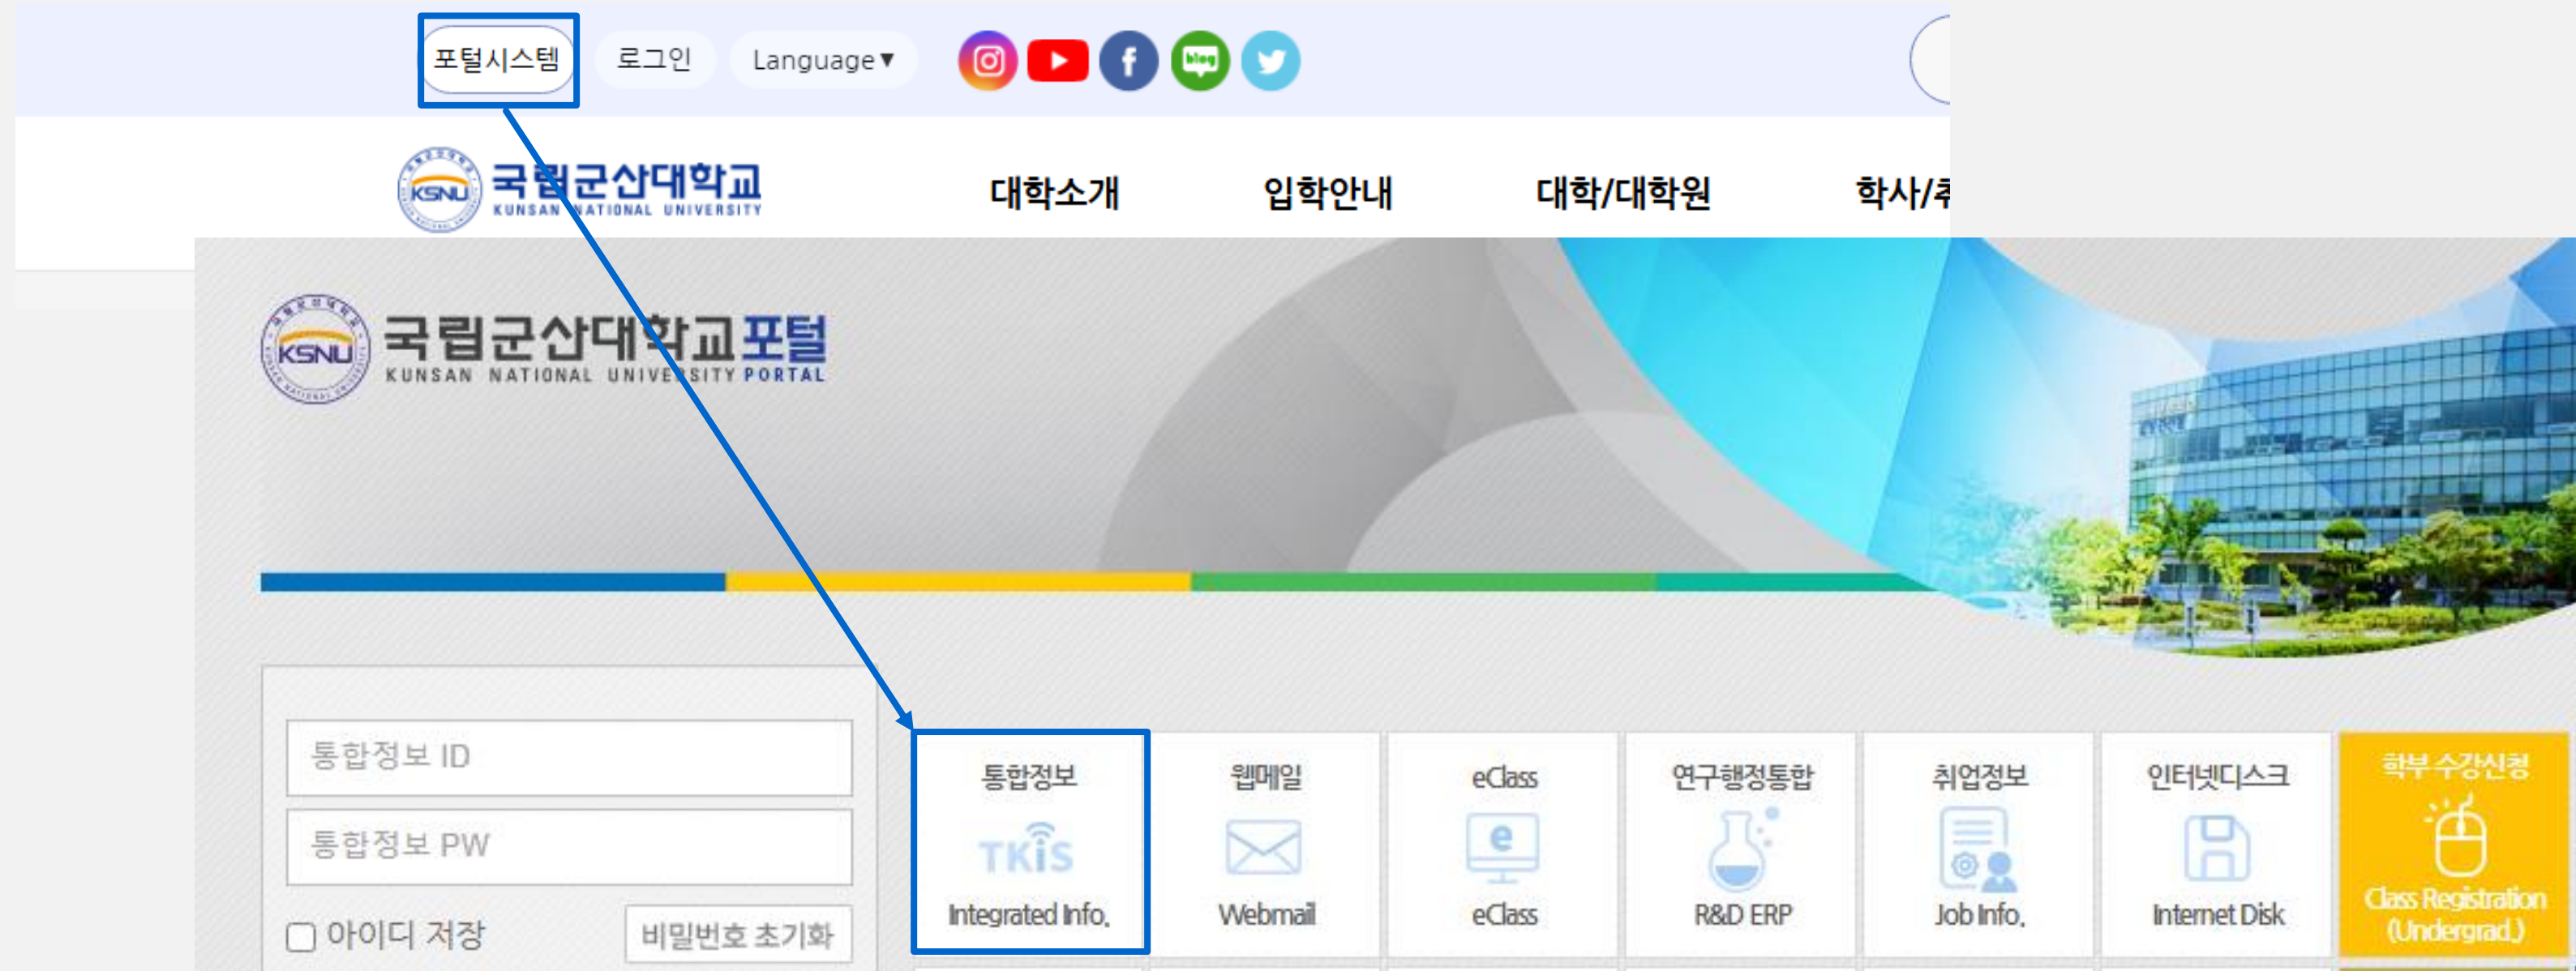 포털시스템 로그인 Language▼ blog
KSNU 국립군산대학교
KUNSAN NATIONAL UNIVERSITY
대학소개 입학안내 대학/대학원 학사/
KSNU 국립군산대학교포털
KUNSAN NATIONAL UNIVERSITY PORTAL
통합정보 ID
통합정보 PW
아이디 저장 비밀번호 초기화
통합정보
TKIS
Integrated Info.
웹메일
Webmail
eClass
e
eClass
연구행정통합
R&D ERP
취업정보
Job Info.
인터넷디스크
Internet Disk
학부 수강신청
Class Registration
(Undergrad.)